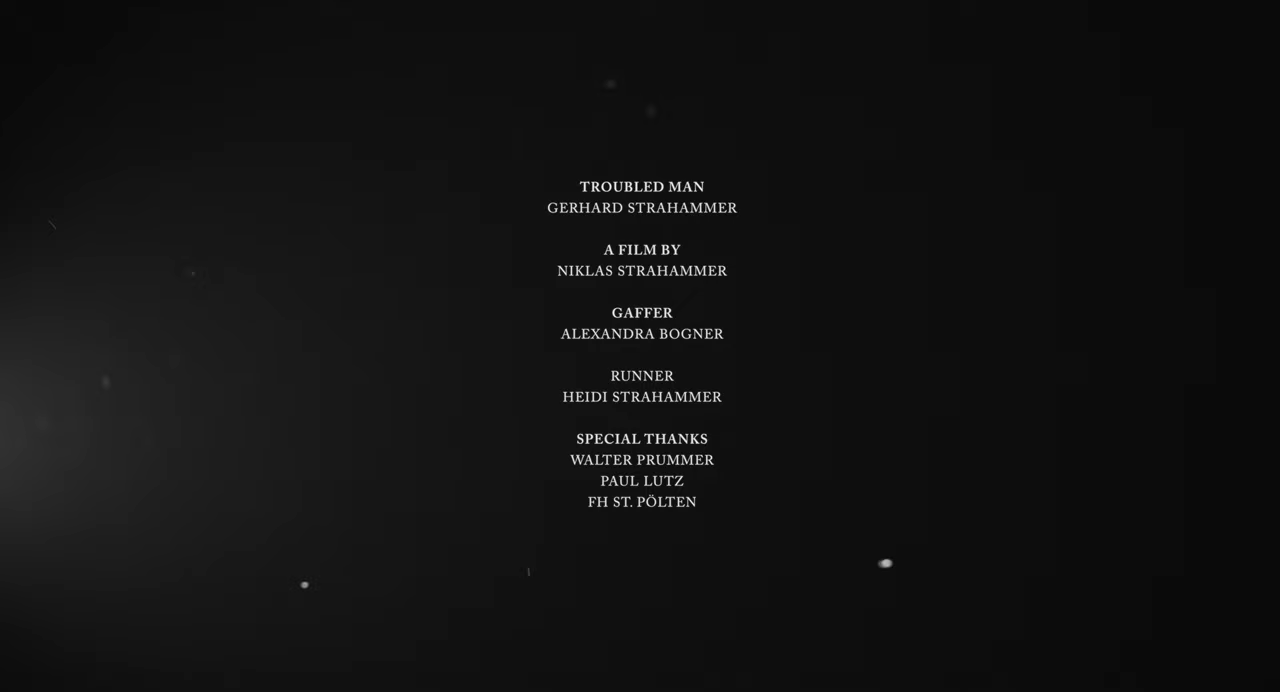 TROUBLED MAN
GERHARD STRAHAMMER
A FILM BY
NIKLAS STRAHAMMER
GAFFER
ALEXANDRA BOGNER
RUNNER
HEIDI STRAHAMMER
SPECIAL THANKS
WALTER PRUMMER
PAUL LUTZ
FH ST. PÖLTEN